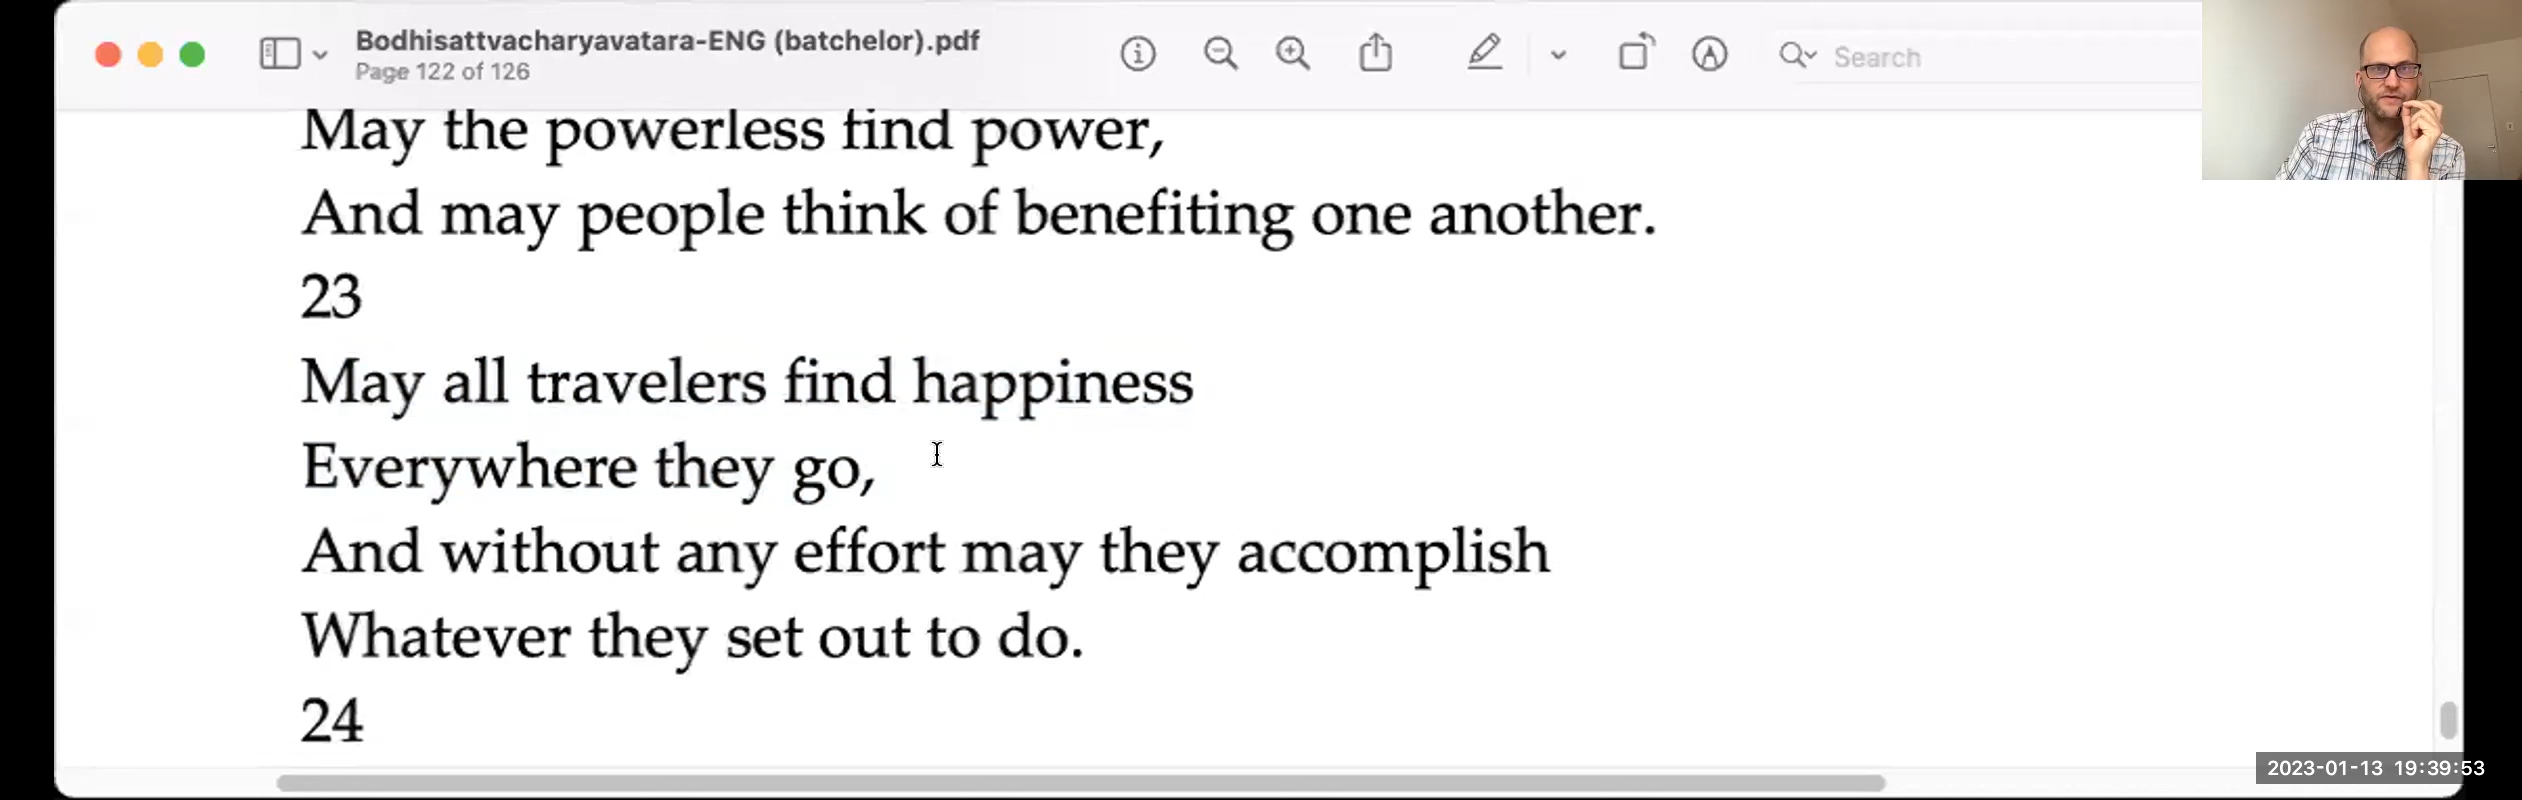 Bodhisattvacharyavatara-ENG (batchelor).pdf
Page 122 of 126
Search
May the powerless find power,
And may people think of benefiting one another.
23
May all travelers find happiness
Everywhere they go,
And without any effort may they accomplish
Whatever they set out to do.
24
2023-01-13 19:39:53